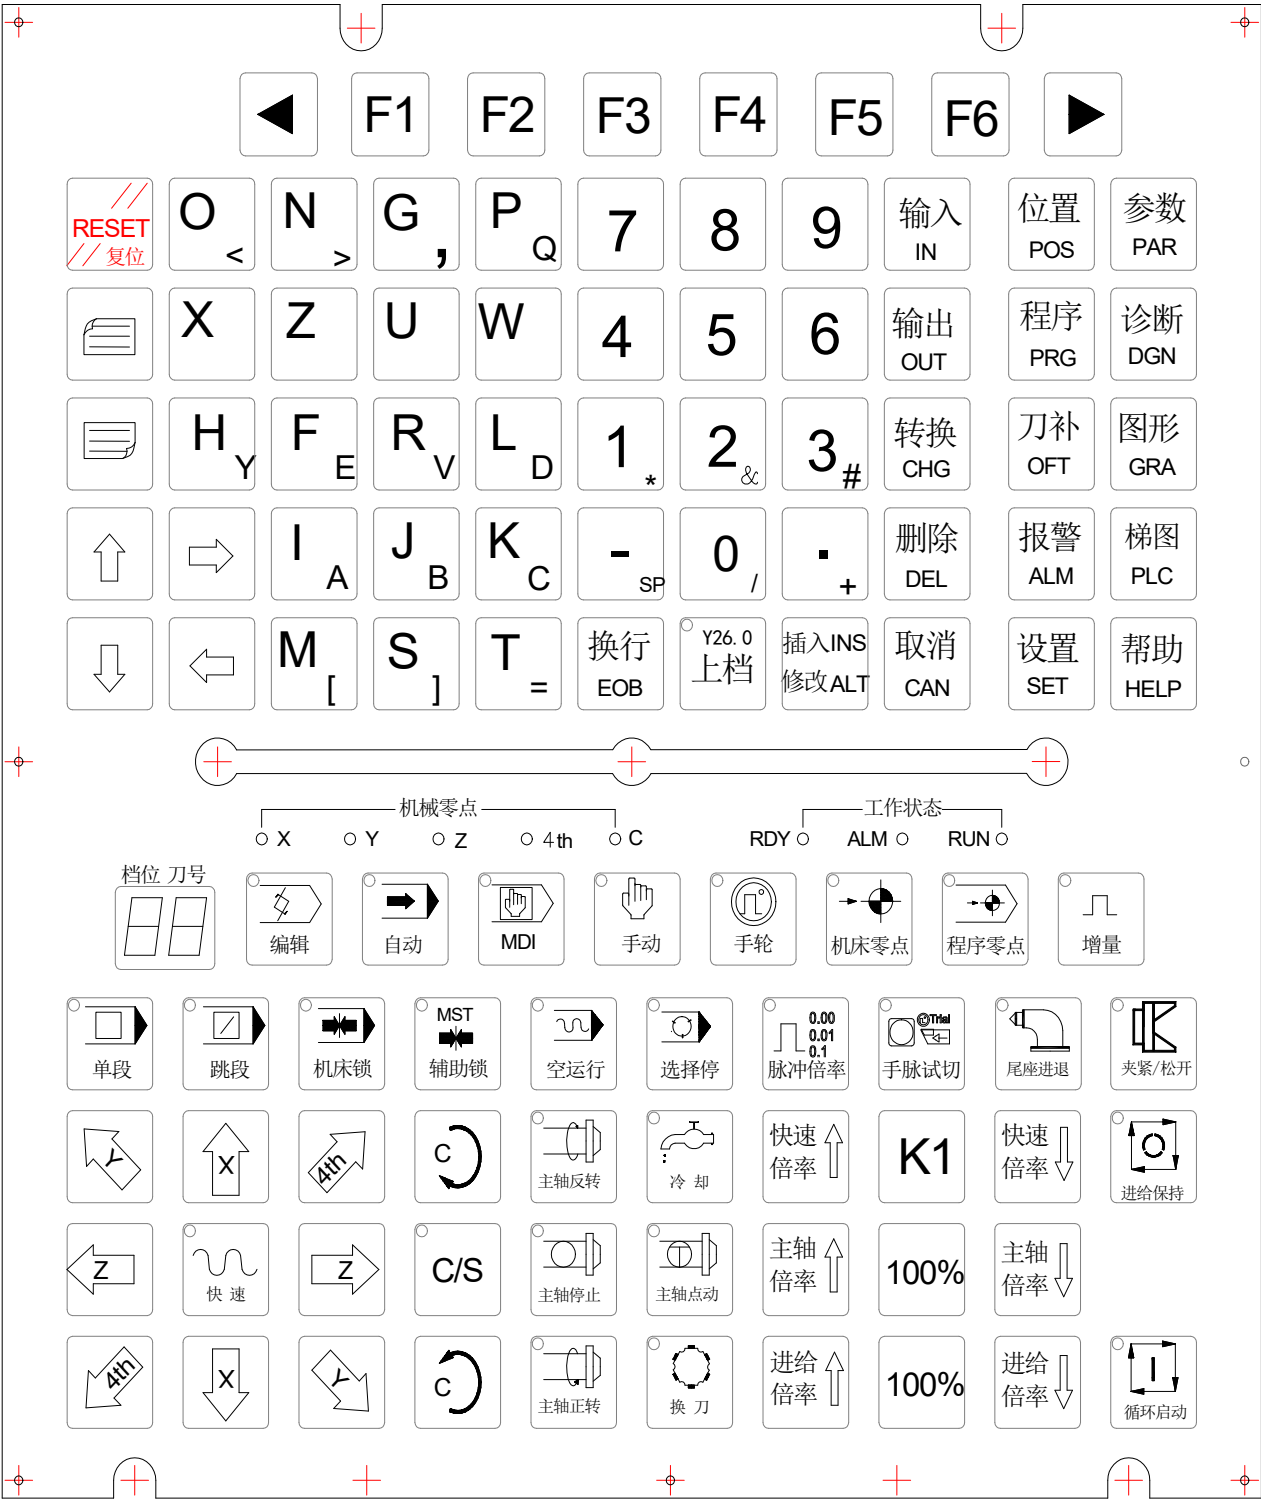 F1 F2 F3 F4 F5 F6
RESET
复位
O <
N >
G ,
P Q
7
8
9
输入
IN
位置
POS
参数
PAR
X
Z
U
W
4
5
6
输出
OUT
程序
PRG
诊断
DGN
H Y
F E
R V
L D
1 *
2 &
3 #
转换
CHG
刀补
OFT
图形
GRA
I A
J B
K C
- SP
0 /
. +
删除
DEL
报警
ALM
梯图
PLC
M [
S ]
T =
换行
EOB
Y26.0
上档
插入INS
修改ALT
取消
CAN
设置
SET
帮助
HELP
机械零点
工作状态
X Y Z 4th C
RDY ALM RUN
档位 刀号
编辑
自动
MDI
手动
手轮
机床零点
程序零点
增量
单段
跳段
机床锁
MST
辅助锁
空运行
选择停
0.00
0.01
0.1
脉冲倍率
@Trial
手脉试切
尾座进退
夹紧/松开
Y
X
4th
C
主轴反转
冷却
快速
倍率
K1
快速
倍率
进给保持
Z
快速
Z
C/S
主轴停止
主轴点动
主轴
倍率
100%
主轴
倍率
4th
X
Y
C
主轴正转
换刀
进给
倍率
100%
进给
倍率
循环启动